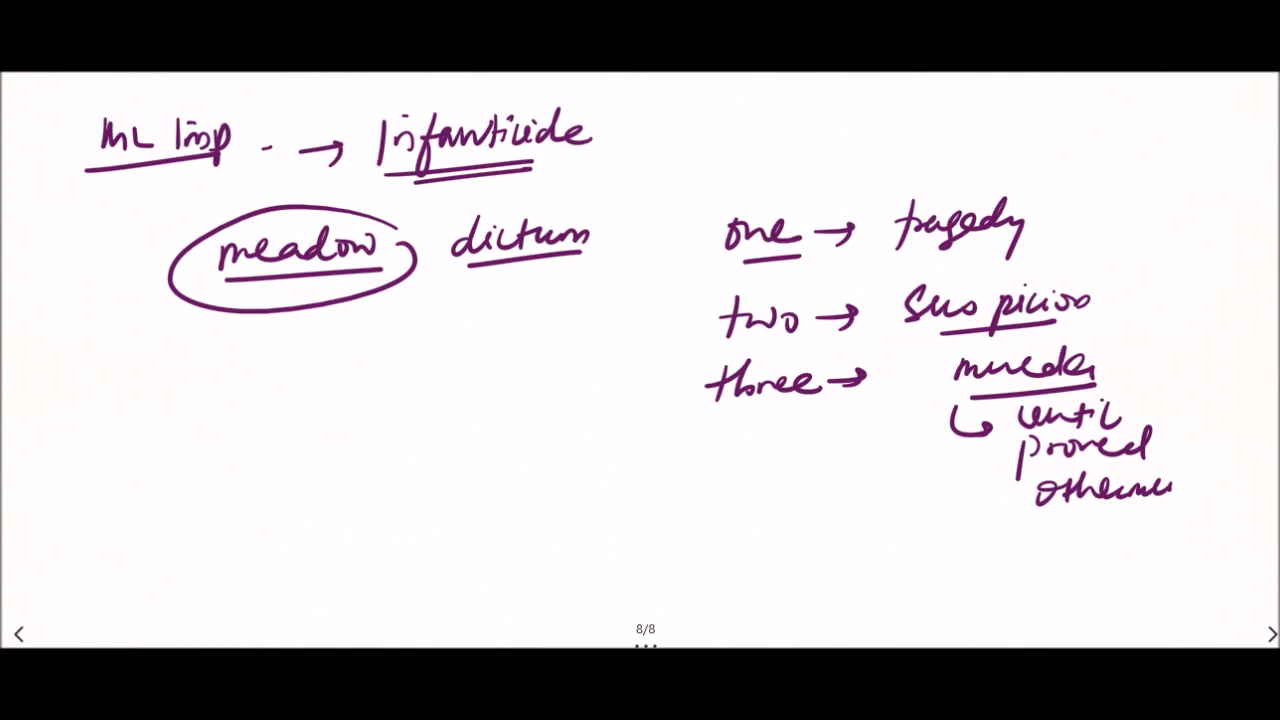 ML Imp - → Infanticide
meadow dictum
one → tragedy
two → suspicion
three → murder
↳ until
proved
otherwise
8/8